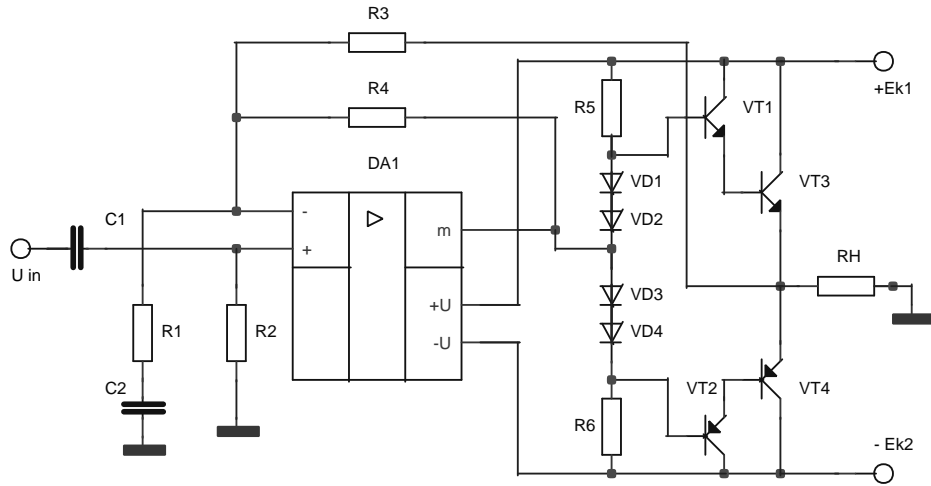 R3
+Ek1
R4
R5
VT1
DA1
VD1
VT3
C1
-
m
VD2
+
RH
U in
VD3
+U
R1
R2
VD4
-U
C2
VT2
VT4
R6
- Ek2